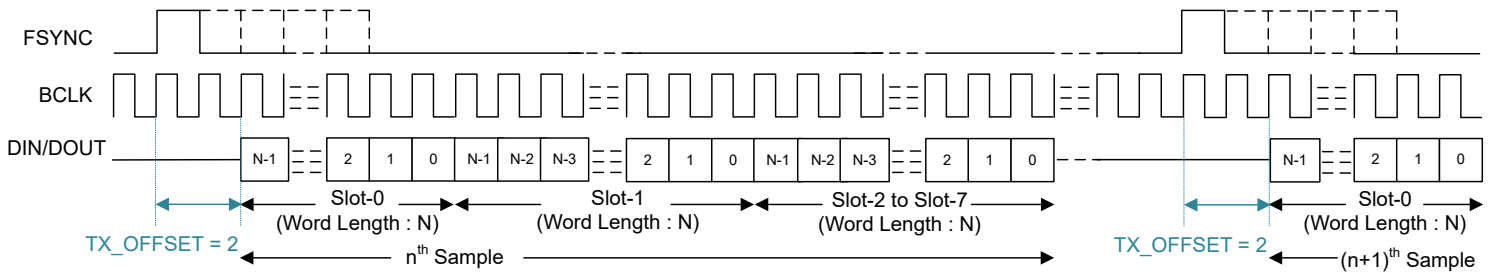 FSYNC
BCLK
DIN/DOUT
N-1 2 1 0 N-1 N-2 N-3 2 1 0 N-1 N-2 N-3 2 1 0 N-1 2 1 0
Slot-0 Slot-1 Slot-2 to Slot-7 Slot-0
(Word Length : N) (Word Length : N) (Word Length : N) (Word Length : N)
TX_OFFSET = 2 nth Sample TX_OFFSET = 2 (n+1)th Sample